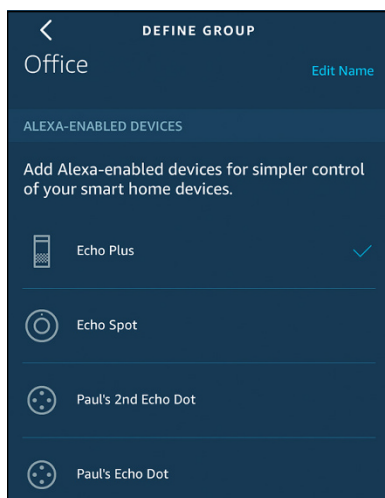 DEFINE GROUP
Office
Edit Name
ALEXA-ENABLED DEVICES
Add Alexa-enabled devices for simpler control
of your smart home devices.
Echo Plus
Echo Spot
Paul's 2nd Echo Dot
Paul's Echo Dot